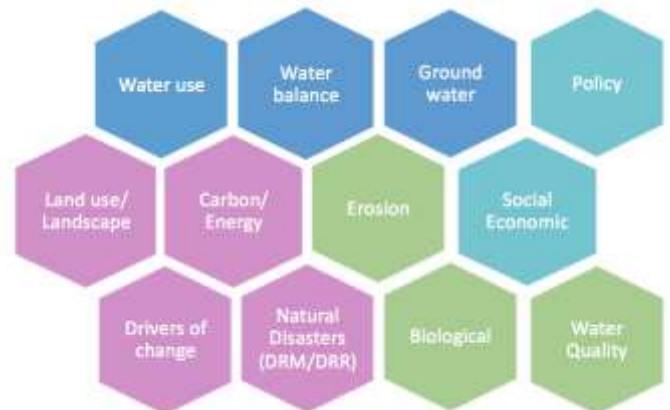 Water use
Water
balance
Ground
water
Policy
Land use/
Landscape
Carbon/
Energy
Erosion
Social
Economic
Drivers of
change
Natural
Disasters
(DRM/DRR)
Biological
Water
Quality